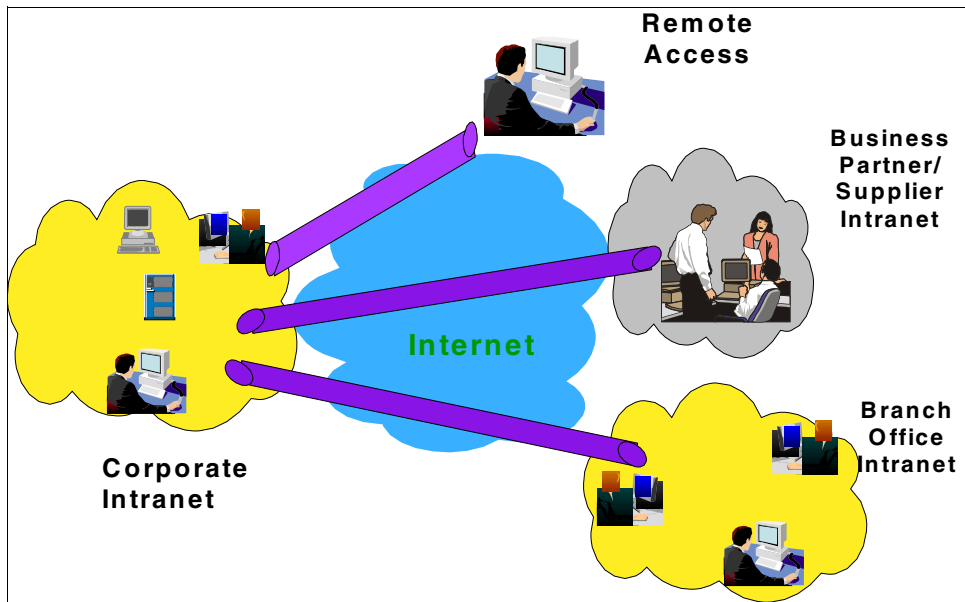 Remote
Access
Business
Partner/
Supplier
Intranet
Internet
Corporate
Intranet
Branch
Office
Intranet